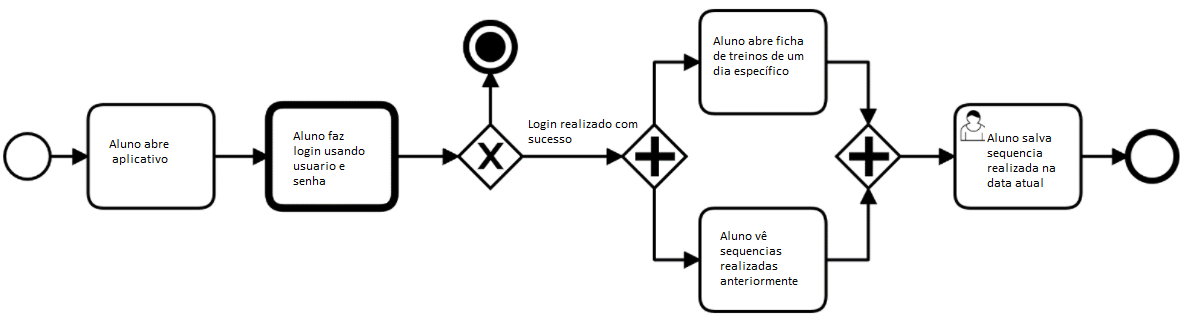 Aluno abre
aplicativo
Aluno faz
login usando
usuario e
senha
Login realizado com
sucesso
Aluno abre ficha
de treinos de um
dia específico
Aluno vê
sequencias
realizadas
anteriormente
Aluno salva
sequencia
realizada na
data atual